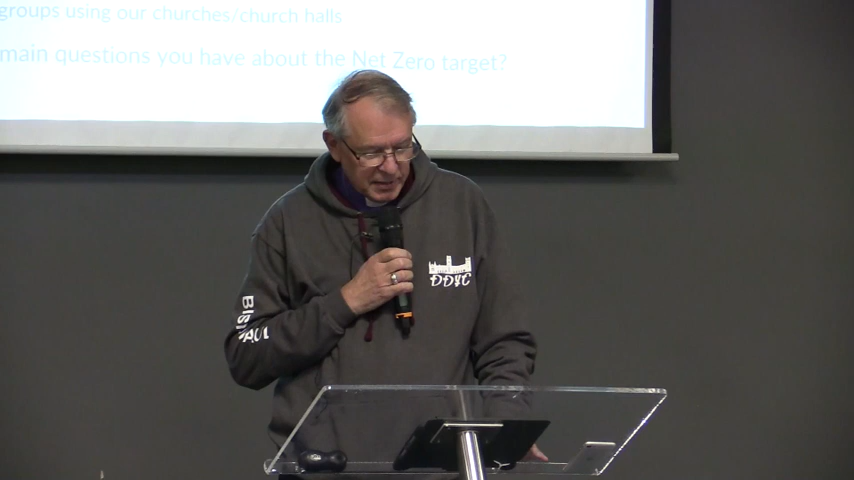 groups using our churches/church halls
main questions you have about the Net Zero target?
DDYC